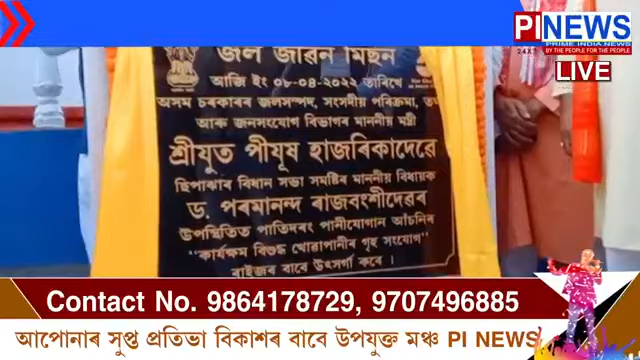 PI NEWS
24X7
PRIME INDIA NEWS
BY THE PEOPLE FOR THE PEOPLE
LIVE
জল জীৱন মিছন
আজি ইং ০৮-০৪-২০২২ তাৰিখে
অসম চৰকাৰৰ জলসম্পদ, সংসদীয় পৰিক্ৰমা, তথ
আৰু জনসংযোগ বিভাগৰ মাননীয় মন্ত্ৰী
শ্ৰীযুত পীযূষ হাজৰিকাদেৱে
ছিপাঝাৰ বিধান সভা সমষ্টিৰ মাননীয় বিধায়ক
ড. পৰমানন্দ ৰাজবংশীদেৱৰ
উপস্থিতিত পাতিদৰং পানীযোগান আঁচনিৰ
"কাৰ্যক্ষম বিশুদ্ধ খোৱাপানীৰ গৃহ সংযোগ"
ৰাইজৰ বাবে উৎসৰ্গা কৰে ।
Contact No. 9864178729, 9707496885
আপোনাৰ সুপ্ত প্ৰতিভা বিকাশৰ বাবে উপযুক্ত মঞ্চ PI NEWS